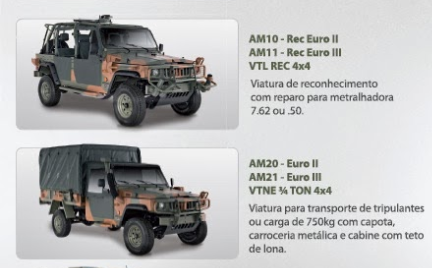 AM10 - Rec Euro II
AM11 - Rec Euro III
VTL REC 4x4
Viatura de reconhecimento
com reparo para metralhadora
7.62 ou .50.
AM20 - Euro II
AM21 - Euro III
VTNE ¾ TON 4x4
Viatura para transporte de tripulantes
ou carga de 750kg com capota,
carroceria metálica e cabine com teto
de lona.